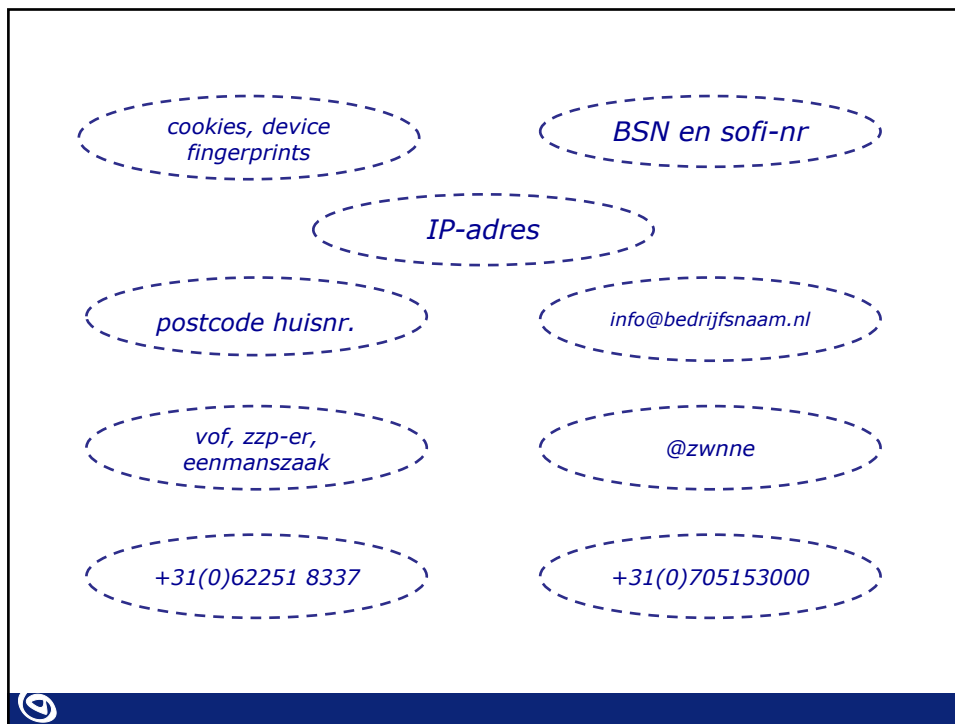 cookies, device
fingerprints
BSN en sofi-nr
IP-adres
postcode huisnr.
info@bedrijfsnaam.nl
vof, zzp-er,
eenmanszaak
@zwnne
+31(0)62251 8337
+31(0)705153000